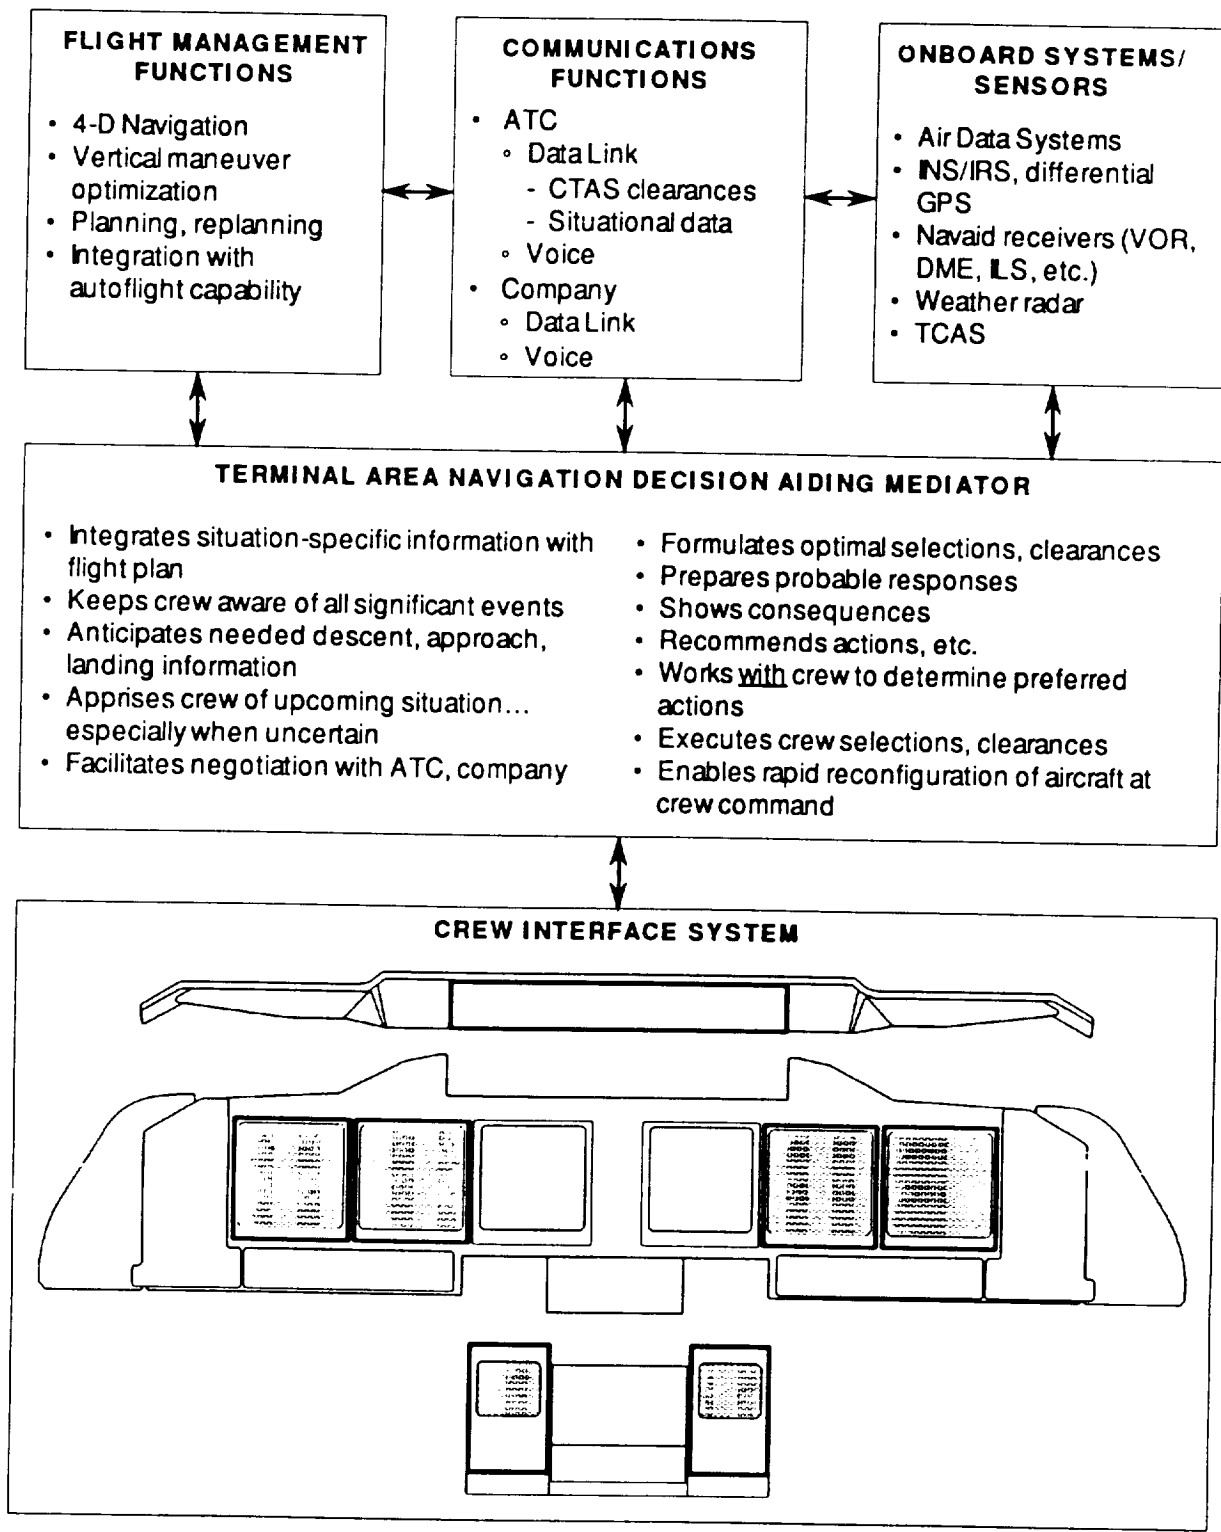 FLIGHT MANAGEMENT
FUNCTIONS
• 4-D Navigation
• Vertical maneuver
optimization
• Planning, replanning
• Integration with
autoflight capability
COMMUNICATIONS
FUNCTIONS
• ATC
◦ Data Link
- CTAS clearances
- Situational data
◦ Voice
• Company
◦ Data Link
◦ Voice
ONBOARD SYSTEMS/
SENSORS
• Air Data Systems
• INS/IRS, differential
GPS
• Navaid receivers (VOR,
DME, ILS, etc.)
• Weather radar
• TCAS
TERMINAL AREA NAVIGATION DECISION AIDING MEDIATOR
• Integrates situation-specific information with
flight plan
• Keeps crew aware of all significant events
• Anticipates needed descent, approach,
landing information
• Apprises crew of upcoming situation…
especially when uncertain
• Facilitates negotiation with ATC, company
• Formulates optimal selections, clearances
• Prepares probable responses
• Shows consequences
• Recommends actions, etc.
• Works with crew to determine preferred
actions
• Executes crew selections, clearances
• Enables rapid reconfiguration of aircraft at
crew command
CREW INTERFACE SYSTEM